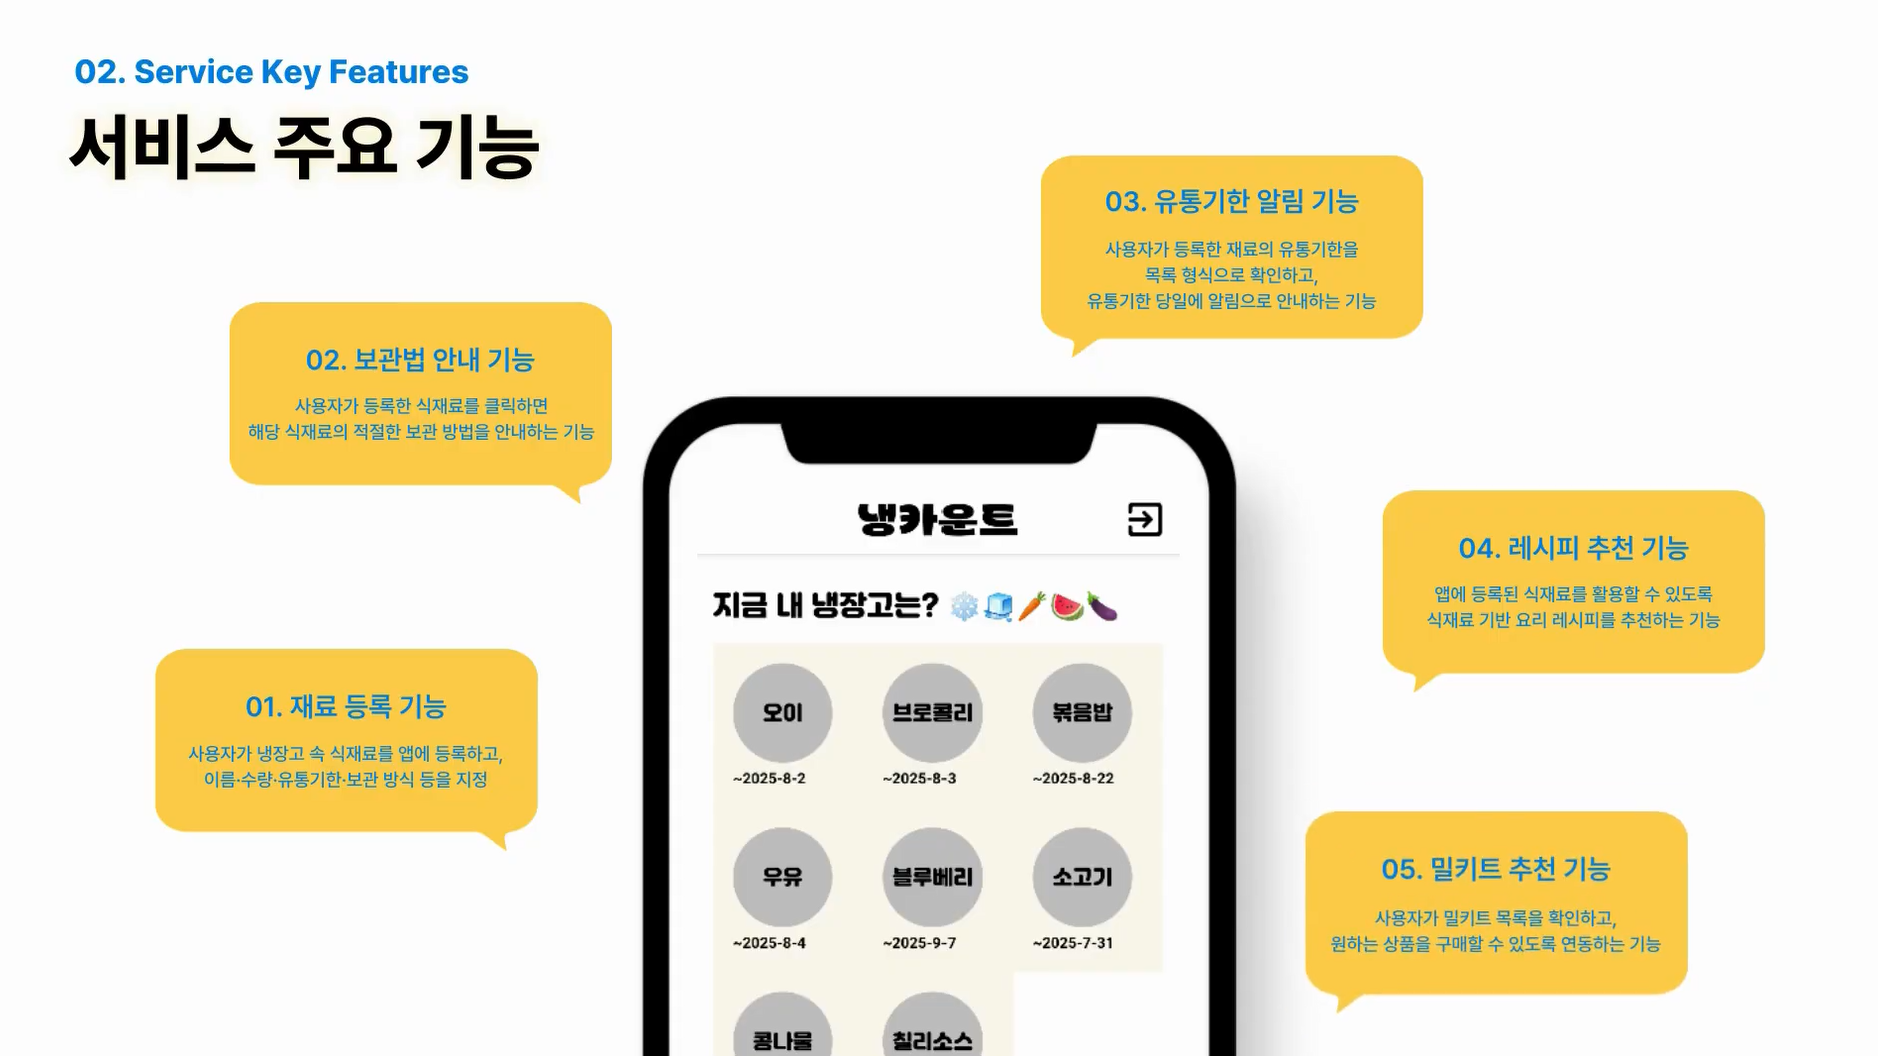 02. Service Key Features
서비스 주요 기능
03. 유통기한 알림 기능
사용자가 등록한 재료의 유통기한을
목록 형식으로 확인하고,
유통기한 당일에 알림으로 안내하는 기능
02. 보관법 안내 기능
사용자가 등록한 식재료를 클릭하면
해당 식재료의 적절한 보관 방법을 안내하는 기능
04. 레시피 추천 기능
앱에 등록된 식재료를 활용할 수 있도록
식재료 기반 요리 레시피를 추천하는 기능
01. 재료 등록 기능
사용자가 냉장고 속 식재료를 앱에 등록하고,
이름·수량·유통기한·보관 방식 등을 지정
05. 밀키트 추천 기능
사용자가 밀키트 목록을 확인하고,
원하는 상품을 구매할 수 있도록 연동하는 기능
냉카운트
지금 내 냉장고는? ❄️🧊🥕🍉🍆
오이 브로콜리 볶음밥
~2025-8-2 ~2025-8-3 ~2025-8-22
우유 블루베리 소고기
~2025-8-4 ~2025-9-7 ~2025-7-31
콩나물 칠리소스